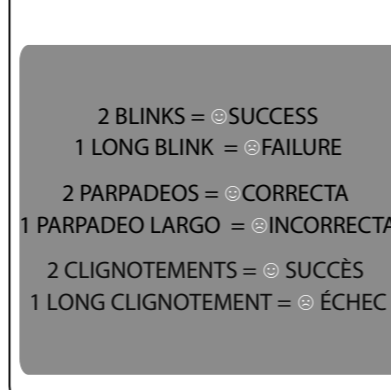 2 BLINKS = ☺SUCCESS
1 LONG BLINK = ☹FAILURE
2 PARPADEOS = ☺CORRECTA
1 PARPADEO LARGO = ☹INCORRECTA
2 CLIGNOTEMENTS = ☺ SUCCÈS
1 LONG CLIGNOTEMENT = ☹ ÉCHEC